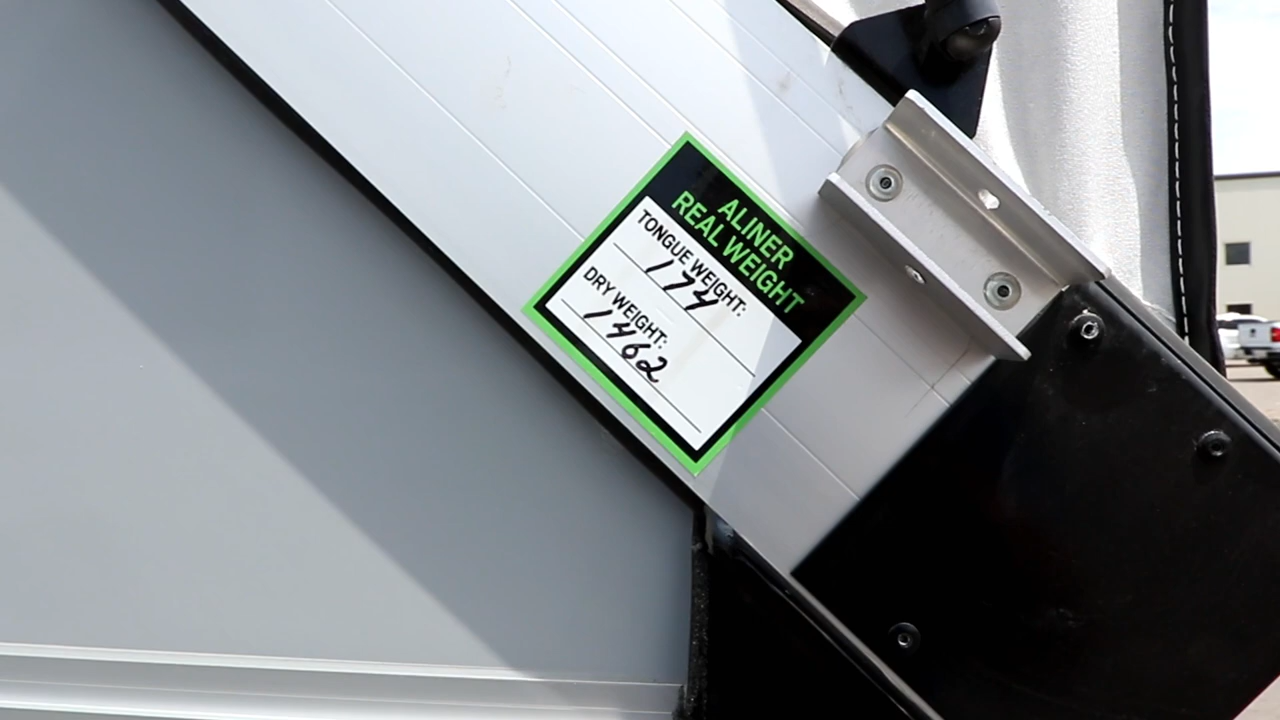 ALINER
REAL WEIGHT
TONGUE WEIGHT:
174
DRY WEIGHT:
1462